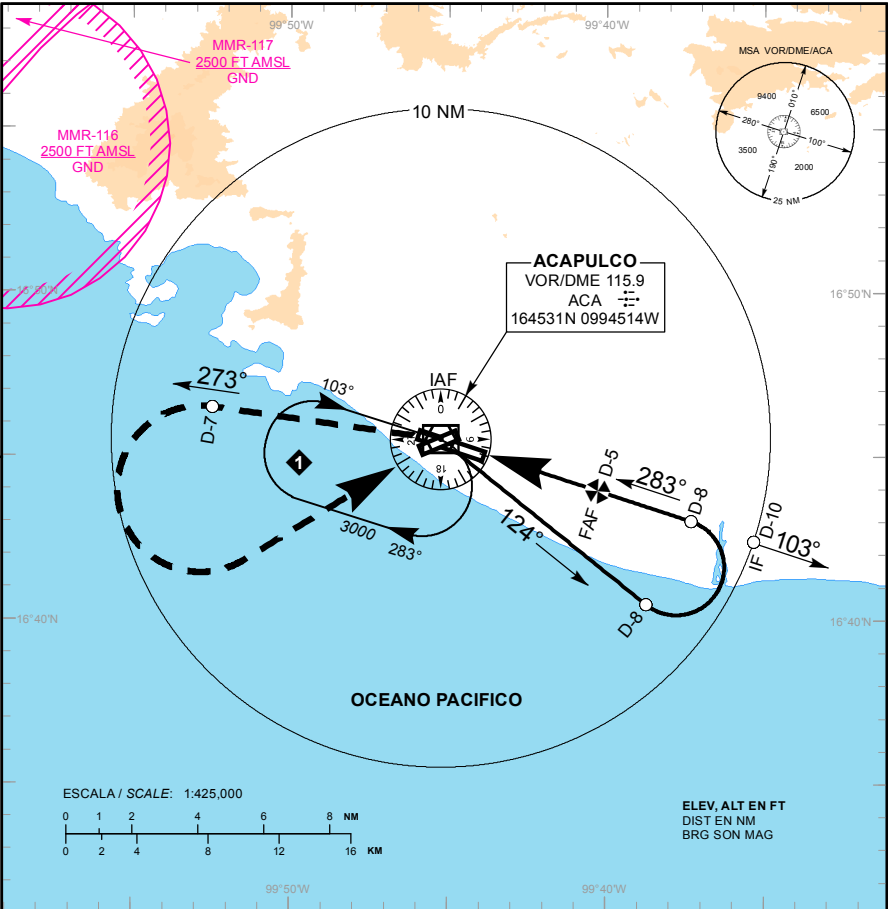 99°50'W
99°40'W
MMR-117
2500 FT AMSL
GND
MMR-116
2500 FT AMSL
GND
MSA VOR/DME/ACA
9400
010°
6500
280°
100°
3500
190°
2000
25 NM
10 NM
ACAPULCO
VOR/DME 115.9
ACA
164531N 0994514W
16°50'N
16°50'N
273°
103°
IAF
0
9
18
D-7
1
3000
283°
D-5
283°
D-8
FAF
124°
D-10
IF
103°
D-8
16°40'N
16°40'N
OCEANO PACIFICO
ESCALA / SCALE: 1:425,000
0 1 2 4 6 8 NM
0 2 4 8 12 16 KM
ELEV, ALT EN FT
DIST EN NM
BRG SON MAG
99°50'W
99°40'W